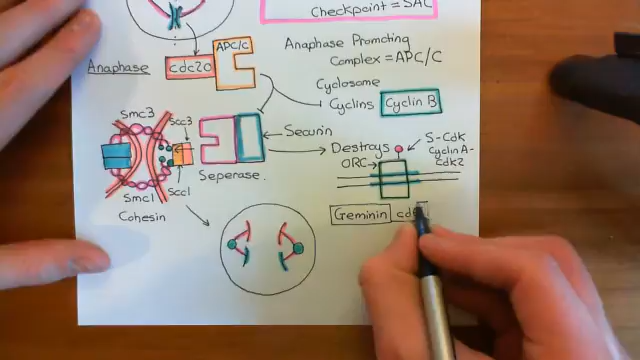 Checkpoint = SAC
APC/C
Anaphase Promoting
Complex = APC/C
Anaphase
cdc20
Cyclosome
Cyclins Cyclin B
Smc3
Scc3
Securin
Destroys
S-Cdk
Cyclin A-
Cdk2
ORC
Seperase.
Smc1
Scc1
Cohesin
Geminin